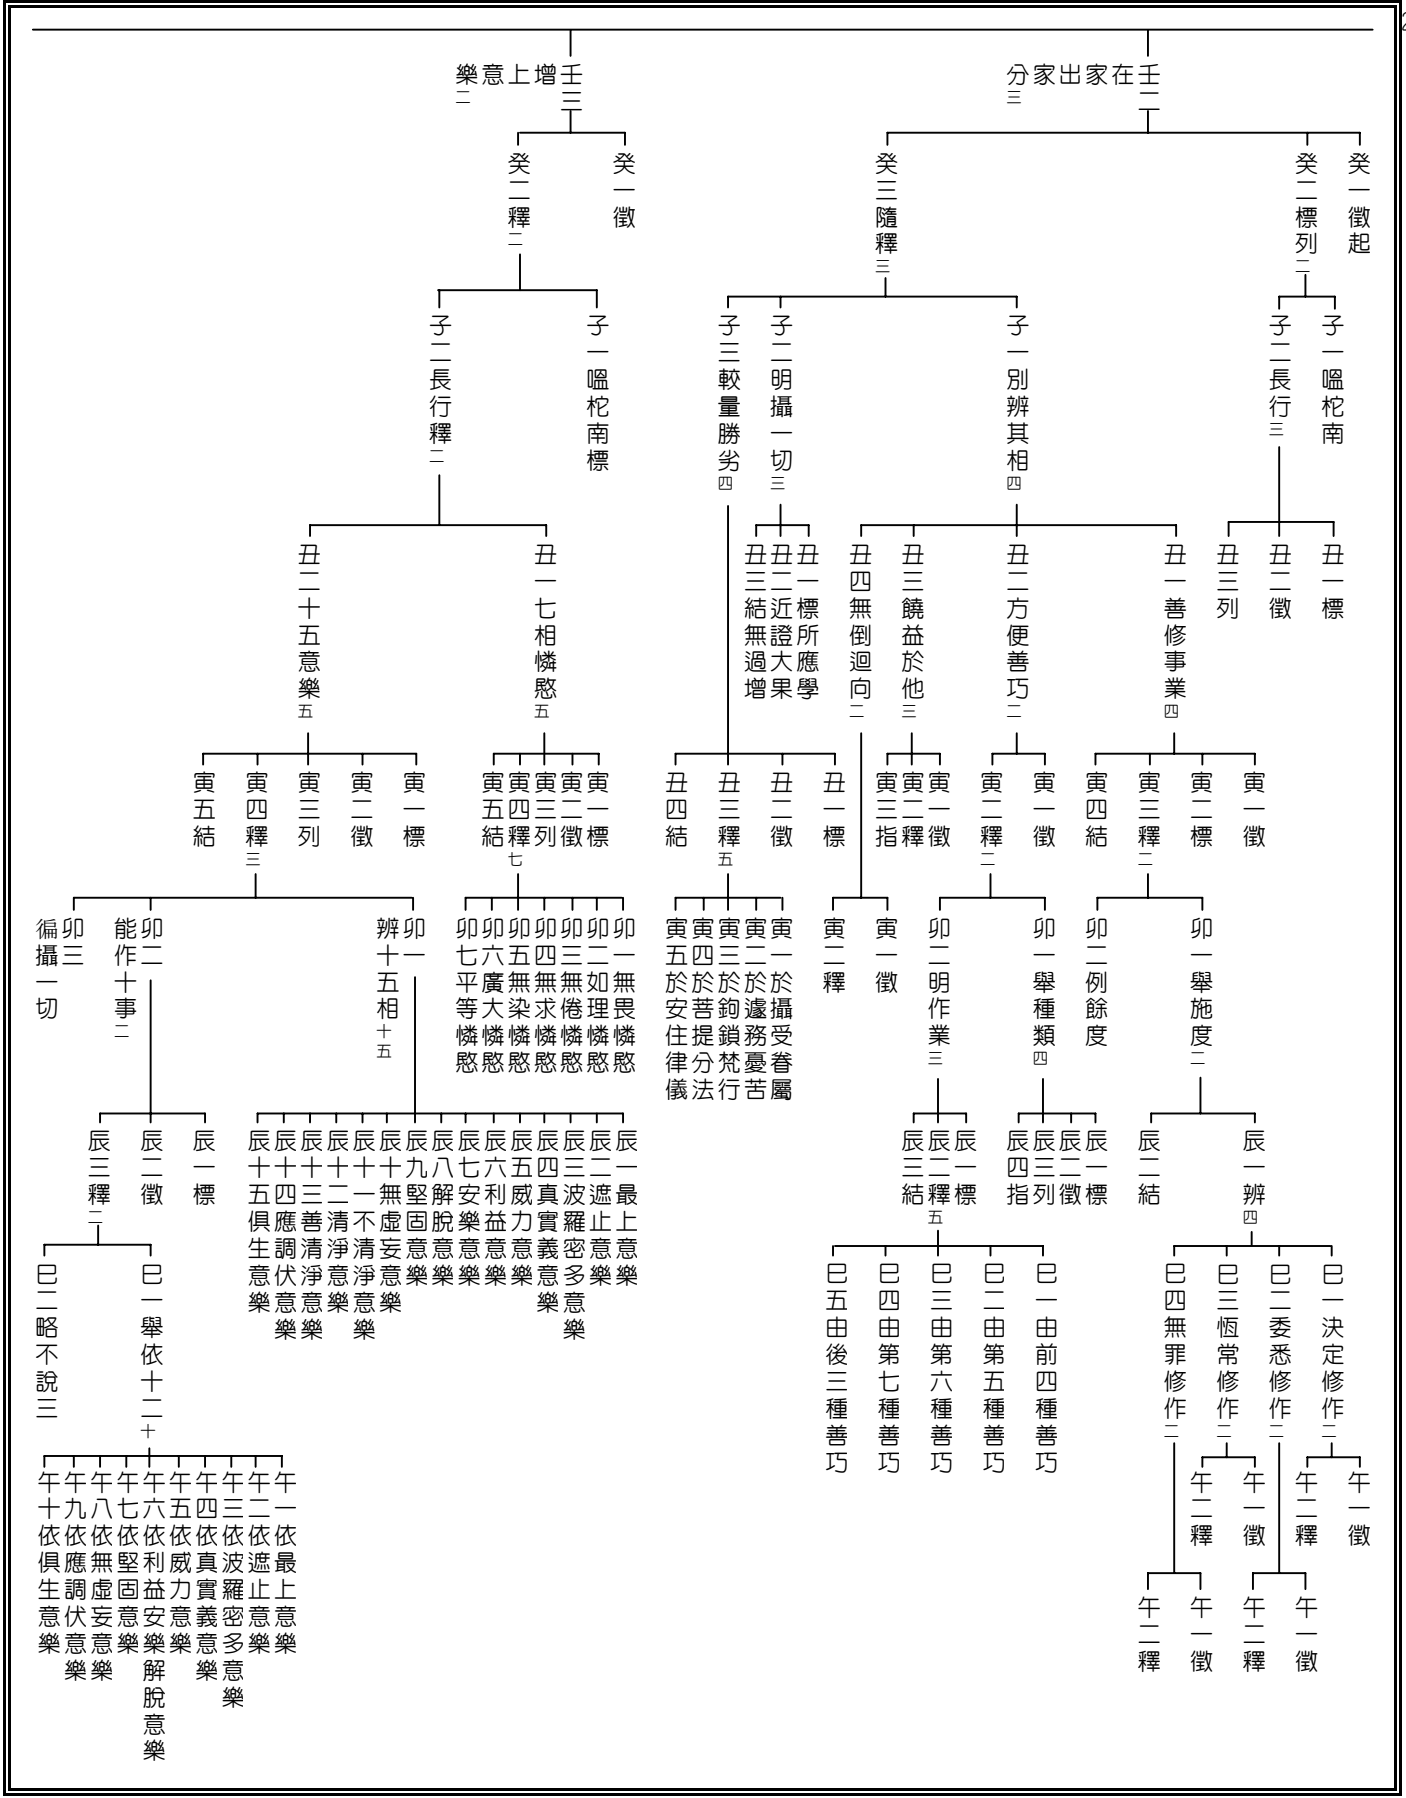 壬二在家出家分三
癸一徵起
癸二標列二
子一嗢柁南
子二長行三
丑一標
丑二徵
丑三列
癸三隨釋三
子一別辨其相四
丑一善修事業四
寅一徵
寅二標
寅三釋二
卯一舉施度二
辰一辨四
巳一決定修作二
午一徵
午二釋
巳二委悉修作二
午一徵
午二釋
巳三恆常修作二
午一徵
午二釋
巳四無罪修作二
午一徵
午二釋
辰二結
卯二例餘度
寅四結
丑二方便善巧二
寅一徵
寅二釋二
卯一舉種類四
辰一標
辰二徵
辰三列
辰四指
卯二明作業三
辰一標
辰二釋五
巳一由前四種善巧
巳二由第五種善巧
巳三由第六種善巧
巳四由第七種善巧
巳五由後三種善巧
辰三結
丑三饒益於他三
寅一徵
寅二釋
寅三指
丑四無倒迴向二
寅一徵
寅二釋
子二明攝一切三
丑一標所應學
丑二近證大果
丑三結無過增
子三較量勝劣四
丑一標
丑二徵
丑三釋五
寅一於攝受眷屬
寅二於遽務憂苦
寅三於鉤鎖梵行
寅四於菩提分法
寅五於安住律儀
丑四結
壬三增上意樂二
癸一徵
癸二釋二
子一嗢柁南標
子二長行釋二
丑一七相憐愍五
寅一標
寅二徵
寅三列
寅四釋七
卯一無畏憐愍
卯二如理憐愍
卯三無倦憐愍
卯四無求憐愍
卯五無染憐愍
卯六廣大憐愍
卯七平等憐愍
寅五結
丑二十五意樂五
寅一標
寅二徵
寅三列
寅四釋三
卯一辨十五相十五
辰一最上意樂
辰二遮止意樂
辰三波羅密多意樂
辰四真實義意樂
辰五威力意樂
辰六利益意樂
辰七安樂意樂
辰八解脫意樂
辰九堅固意樂
辰十無虛妄意樂
辰十一不清淨意樂
辰十二清淨意樂
辰十三善清淨意樂
辰十四應調伏意樂
辰十五俱生意樂
卯二能作十事二
辰一標
辰二徵
辰三釋二
巳一舉依十二十
午一依最上意樂
午二依遮止意樂
午三依波羅密多意樂
午四依真實義意樂
午五依威力意樂
午六依利益安樂解脫意樂
午七依堅固意樂
午八依無虛妄意樂
午九依應調伏意樂
午十依俱生意樂
巳二略不說三
卯三徧攝一切
寅五結